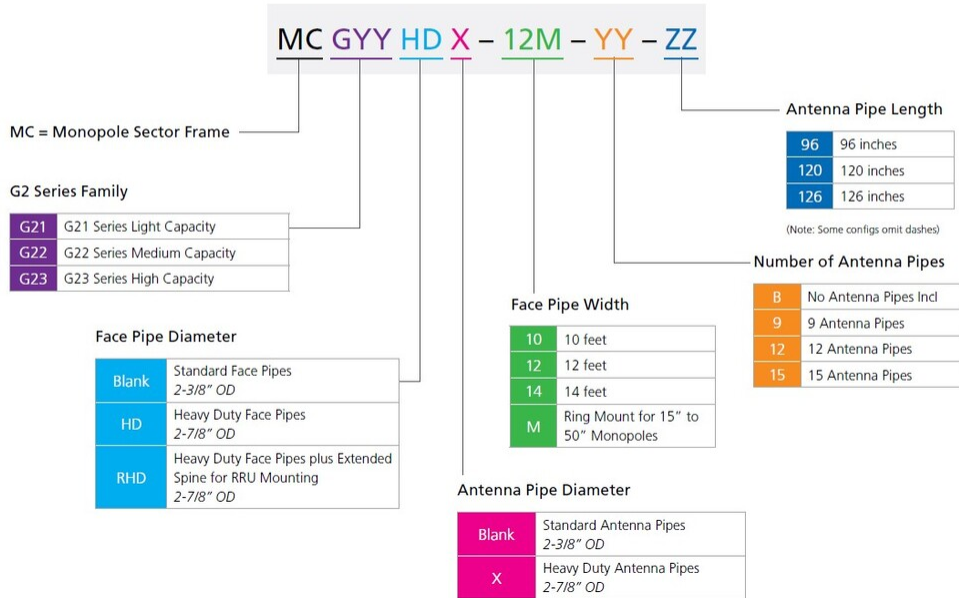 MC GYY HD X – 12M – YY – ZZ
MC = Monopole Sector Frame
Antenna Pipe Length
96 96 inches
120 120 inches
126 126 inches
(Note: Some configs omit dashes)
G2 Series Family
G21 G21 Series Light Capacity
G22 G22 Series Medium Capacity
G23 G23 Series High Capacity
Number of Antenna Pipes
B No Antenna Pipes Incl
9 9 Antenna Pipes
12 12 Antenna Pipes
15 15 Antenna Pipes
Face Pipe Width
10 10 feet
12 12 feet
14 14 feet
M Ring Mount for 15” to
50” Monopoles
Face Pipe Diameter
Blank Standard Face Pipes
2-3/8” OD
HD Heavy Duty Face Pipes
2-7/8” OD
RHD Heavy Duty Face Pipes plus Extended
Spine for RRU Mounting
2-7/8” OD
Antenna Pipe Diameter
Blank Standard Antenna Pipes
2-3/8” OD
X Heavy Duty Antenna Pipes
2-7/8” OD